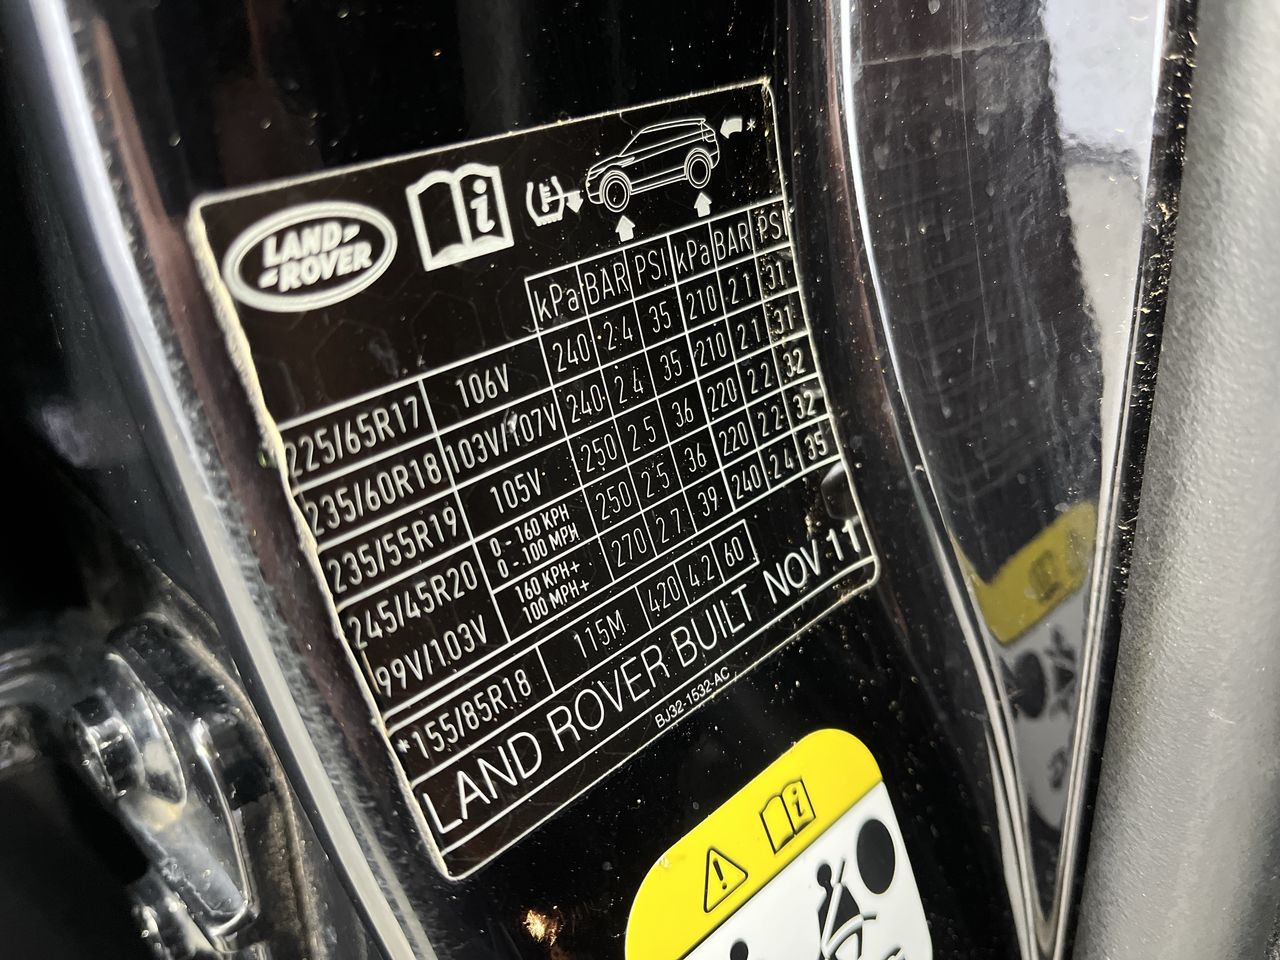 LAND-
-ROVER
kPa BAR PSI kPa BAR PSI
225/65R17 106V 240 2.4 35 210 2.1 31
235/60R18 103V/107V 240 2.4 35 210 2.1 31
235/55R19 105V 250 2.5 36 220 2.2 32
245/45R20 0 - 160 KPH 250 2.5 36 220 2.2 32
0 - 100 MPH
99V/103V 160 KPH+ 270 2.7 39 240 2.4 35
100 MPH+
*155/85R18 115M 420 4.2 60
LAND ROVER BUILT NOV 11
BJ32-1532-AC